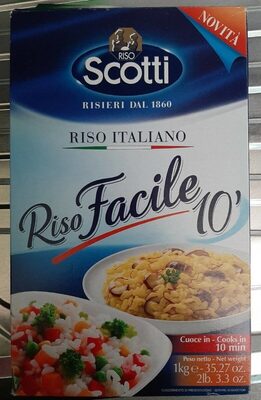 NOVITÀ
RISO
Scotti
RISIERI DAL 1860
RISO ITALIANO
Riso Facile 10'
Cuoce in - Cooks in
10 min
Peso netto - Net weight
1kg e - 35,27 oz.
2lb. 3.3 oz.